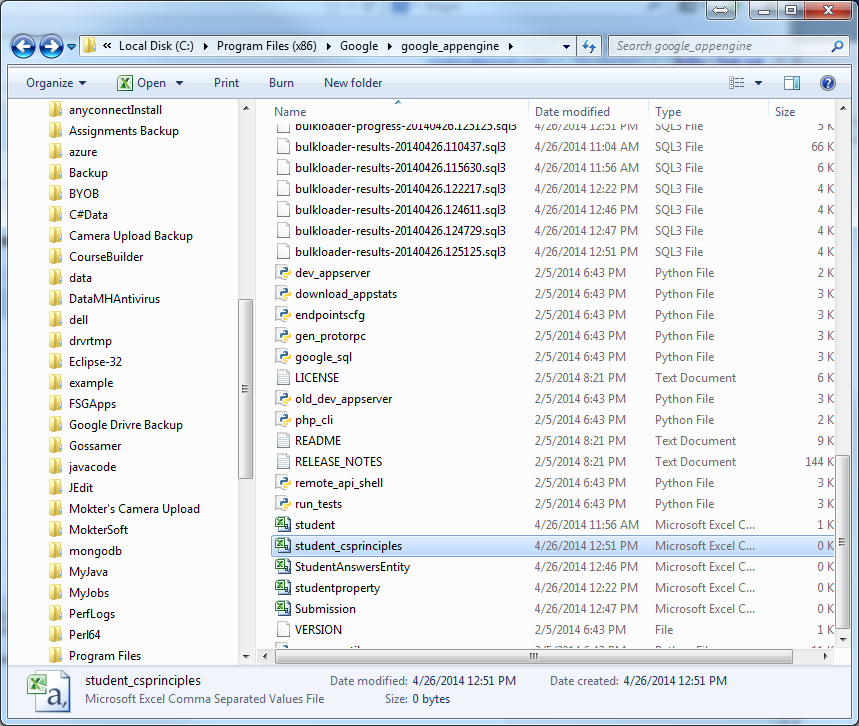 « Local Disk (C:) ▸ Program Files (x86) ▸ Google ▸ google_appengine ▸
Search google_appengine
Organize Open Print Burn New folder
anyconnectInstall
Assignments Backup
azure
Backup
BYOB
C#Data
Camera Upload Backup
CourseBuilder
data
DataMHAntivirus
dell
drvrtmp
Eclipse-32
example
FSGApps
Google Drivre Backup
Gossamer
javacode
JEdit
Mokter's Camera Upload
MokterSoft
mongodb
MyJava
MyJobs
PerfLogs
Perl64
Program Files
Name Date modified Type Size
bulkloader-progress-20140426.125125.sql3 4/26/2014 12:51 PM SQL3 File 5 K
bulkloader-results-20140426.110437.sql3 4/26/2014 11:04 AM SQL3 File 66 K
bulkloader-results-20140426.115630.sql3 4/26/2014 11:56 AM SQL3 File 6 K
bulkloader-results-20140426.122217.sql3 4/26/2014 12:22 PM SQL3 File 4 K
bulkloader-results-20140426.124611.sql3 4/26/2014 12:46 PM SQL3 File 4 K
bulkloader-results-20140426.124729.sql3 4/26/2014 12:47 PM SQL3 File 4 K
bulkloader-results-20140426.125125.sql3 4/26/2014 12:51 PM SQL3 File 4 K
dev_appserver 2/5/2014 6:43 PM Python File 2 K
download_appstats 2/5/2014 6:43 PM Python File 3 K
endpointscfg 2/5/2014 6:43 PM Python File 3 K
gen_protorpc 2/5/2014 6:43 PM Python File 3 K
google_sql 2/5/2014 6:43 PM Python File 3 K
LICENSE 2/5/2014 8:21 PM Text Document 6 K
old_dev_appserver 2/5/2014 6:43 PM Python File 3 K
php_cli 2/5/2014 6:43 PM Python File 2 K
README 2/5/2014 8:21 PM Text Document 9 K
RELEASE_NOTES 2/5/2014 8:21 PM Text Document 144 K
remote_api_shell 2/5/2014 6:43 PM Python File 3 K
run_tests 2/5/2014 6:43 PM Python File 3 K
student 4/26/2014 11:56 AM Microsoft Excel C... 1 K
student_csprinciples 4/26/2014 12:51 PM Microsoft Excel C... 0 K
StudentAnswersEntity 4/26/2014 12:46 PM Microsoft Excel C... 0 K
studentproperty 4/26/2014 12:22 PM Microsoft Excel C... 0 K
Submission 4/26/2014 12:47 PM Microsoft Excel C... 0 K
VERSION 2/5/2014 6:43 PM File 1 K
student_csprinciples Date modified: 4/26/2014 12:51 PM Date created: 4/26/2014 12:51 PM
Microsoft Excel Comma Separated Values File Size: 0 bytes